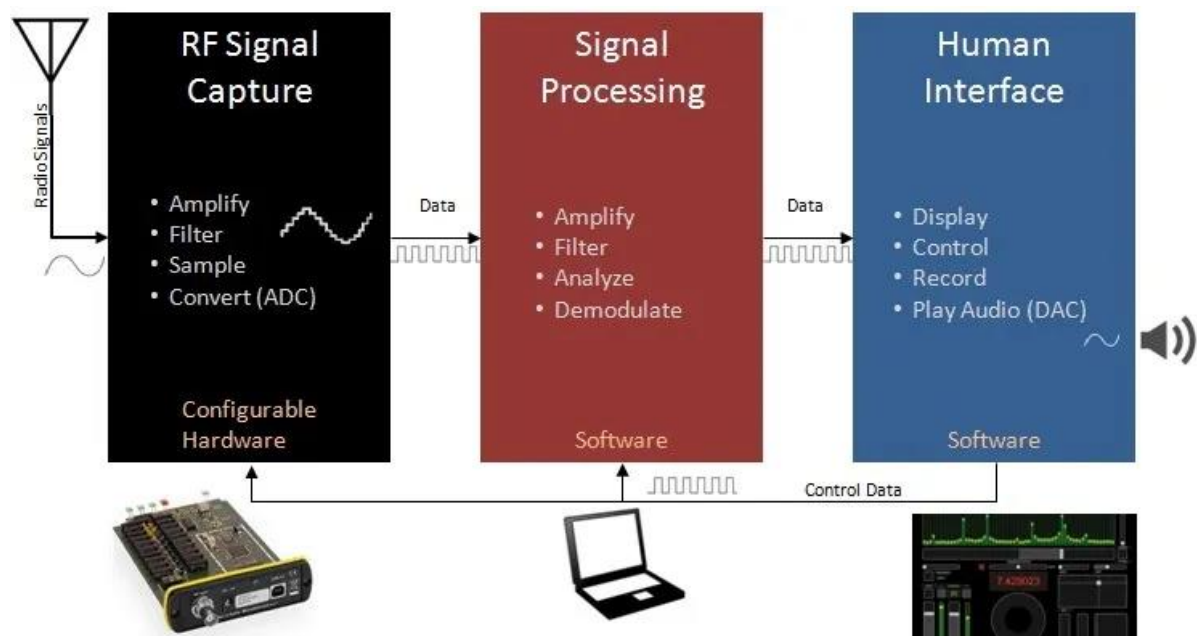 RF Signal
Capture
Signal
Processing
Human
Interface
Radio Signals
• Amplify
• Filter
• Sample
• Convert (ADC)
Data
• Amplify
• Filter
• Analyze
• Demodulate
Data
• Display
• Control
• Record
• Play Audio (DAC)
Configurable
Hardware
Software
Software
Control Data
7.428023